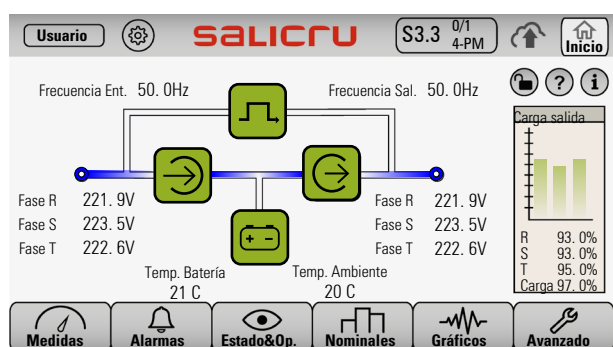 Usuario
salicru
S3.3 0/1
4-PM
Inicio
Frecuencia Ent. 50. 0Hz
Frecuencia Sal. 50. 0Hz
?
i
Carga salida
Fase R 221. 9V
Fase S 223. 5V
Fase T 222. 6V
Fase R 221. 9V
Fase S 223. 5V
Fase T 222. 6V
R 93. 0%
S 93. 0%
T 95. 0%
Carga 97. 0%
Temp. Batería
21 C
Temp. Ambiente
20 C
Medidas
Alarmas
Estado&Op.
Nominales
Gráficos
Avanzado